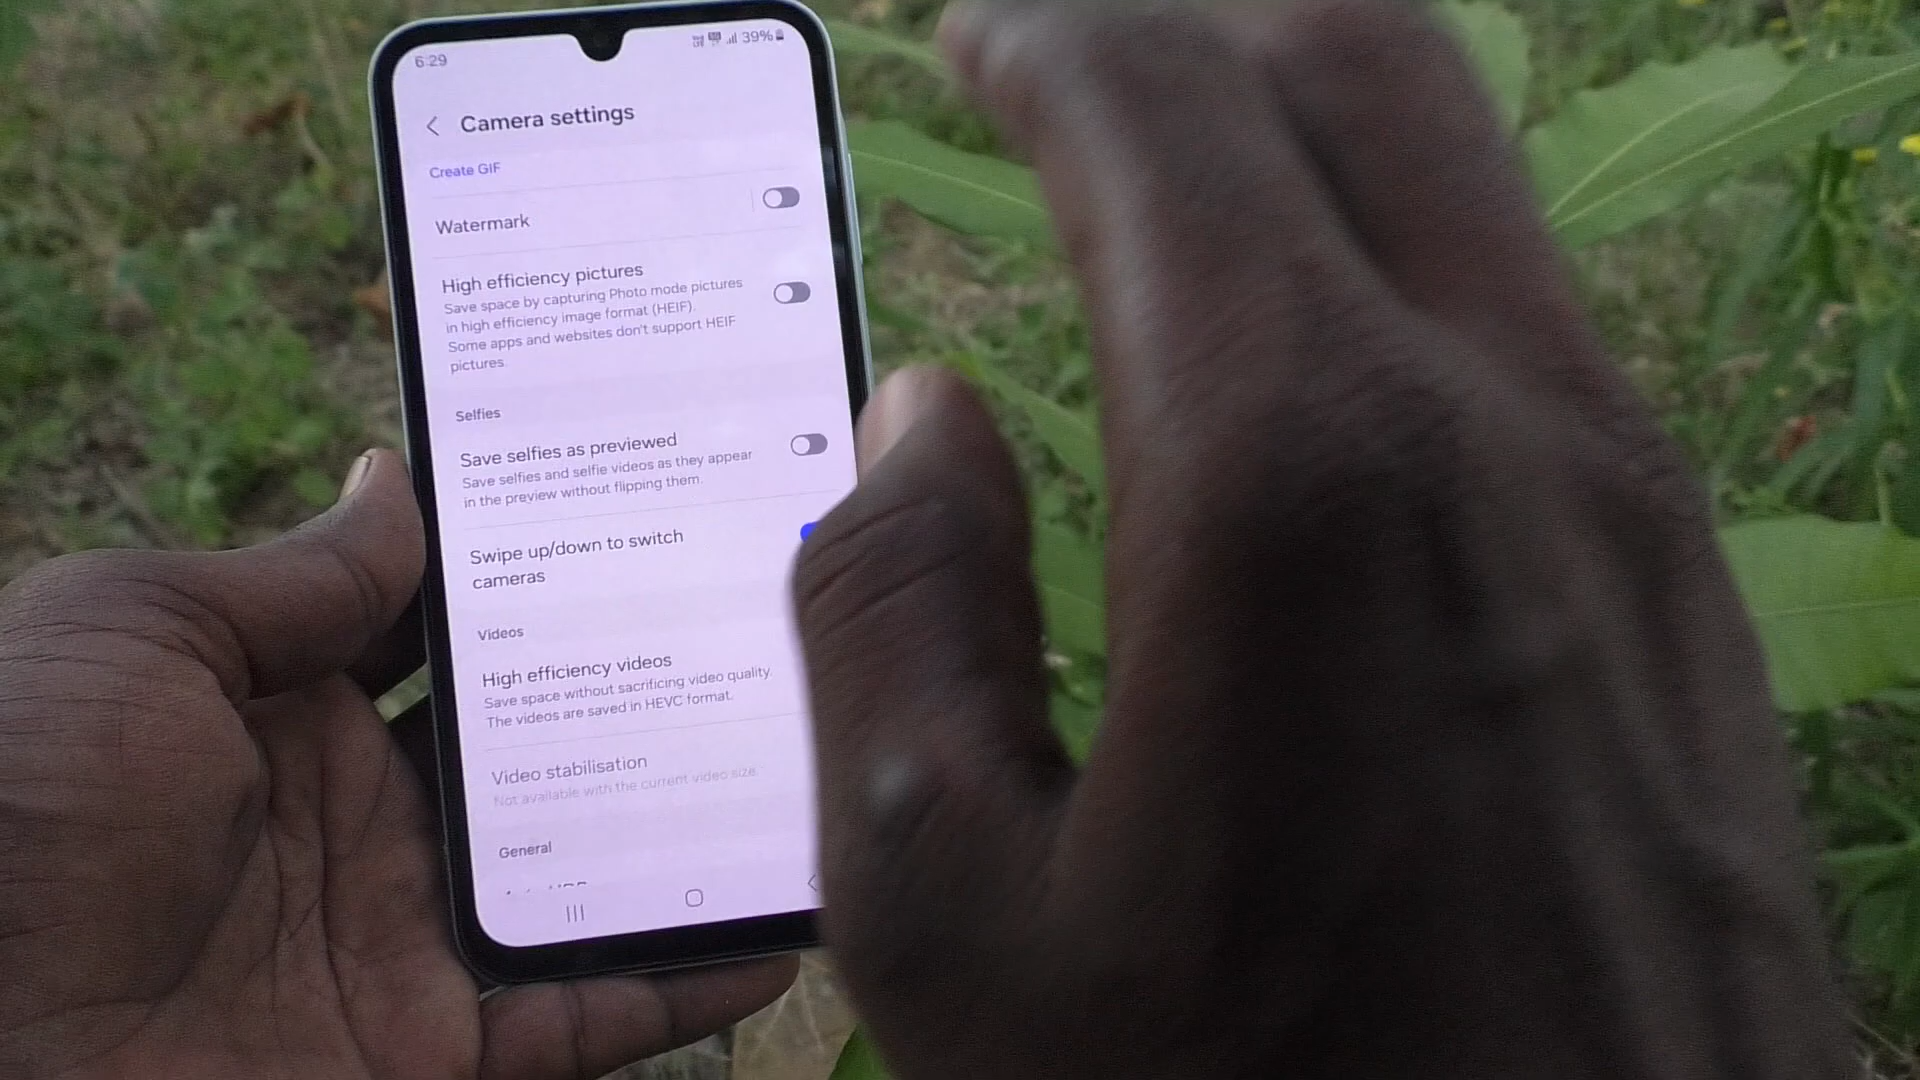 6:29
39%
Camera settings
Create GIF
Watermark
High efficiency pictures
Save space by capturing Photo mode pictures
in high efficiency image format (HEIF).
Some apps and websites don't support HEIF
pictures.
Selfies
Save selfies as previewed
Save selfies and selfie videos as they appear
in the preview without flipping them.
Swipe up/down to switch
cameras
Videos
High efficiency videos
Save space without sacrificing video quality.
The videos are saved in HEVC format.
Video stabilisation
Not available with the current video size.
General